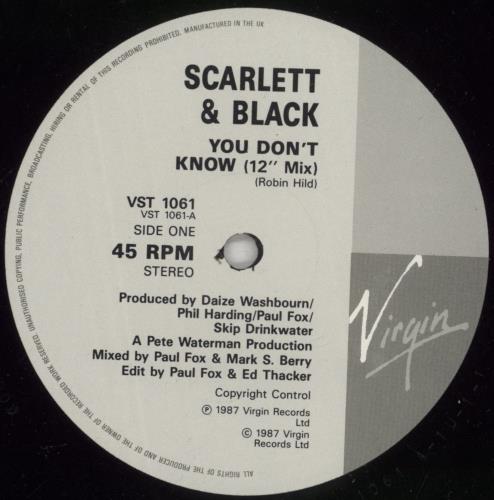 SCARLETT
& BLACK
YOU DON'T
KNOW (12" Mix)
(Robin Hild)
VST 1061
VST 1061-A
SIDE ONE
45 RPM
STEREO
Produced by Daize Washbourn/
Phil Harding/Paul Fox/
Skip Drinkwater
A Pete Waterman Production
Mixed by Paul Fox & Mark S. Berry
Edit by Paul Fox & Ed Thacker
Copyright Control
℗ 1987 Virgin Records
Ltd
© 1987 Virgin
Records Ltd
Virgin
ALL RIGHTS OF THE PRODUCER AND OF THE OWNER OF THE RECORDED WORK RESERVED. UNAUTHORISED COPYING, PUBLIC PERFORMANCE, BROADCASTING, HIRING OR RENTAL OF THIS RECORDING PROHIBITED. MANUFACTURED IN THE UK